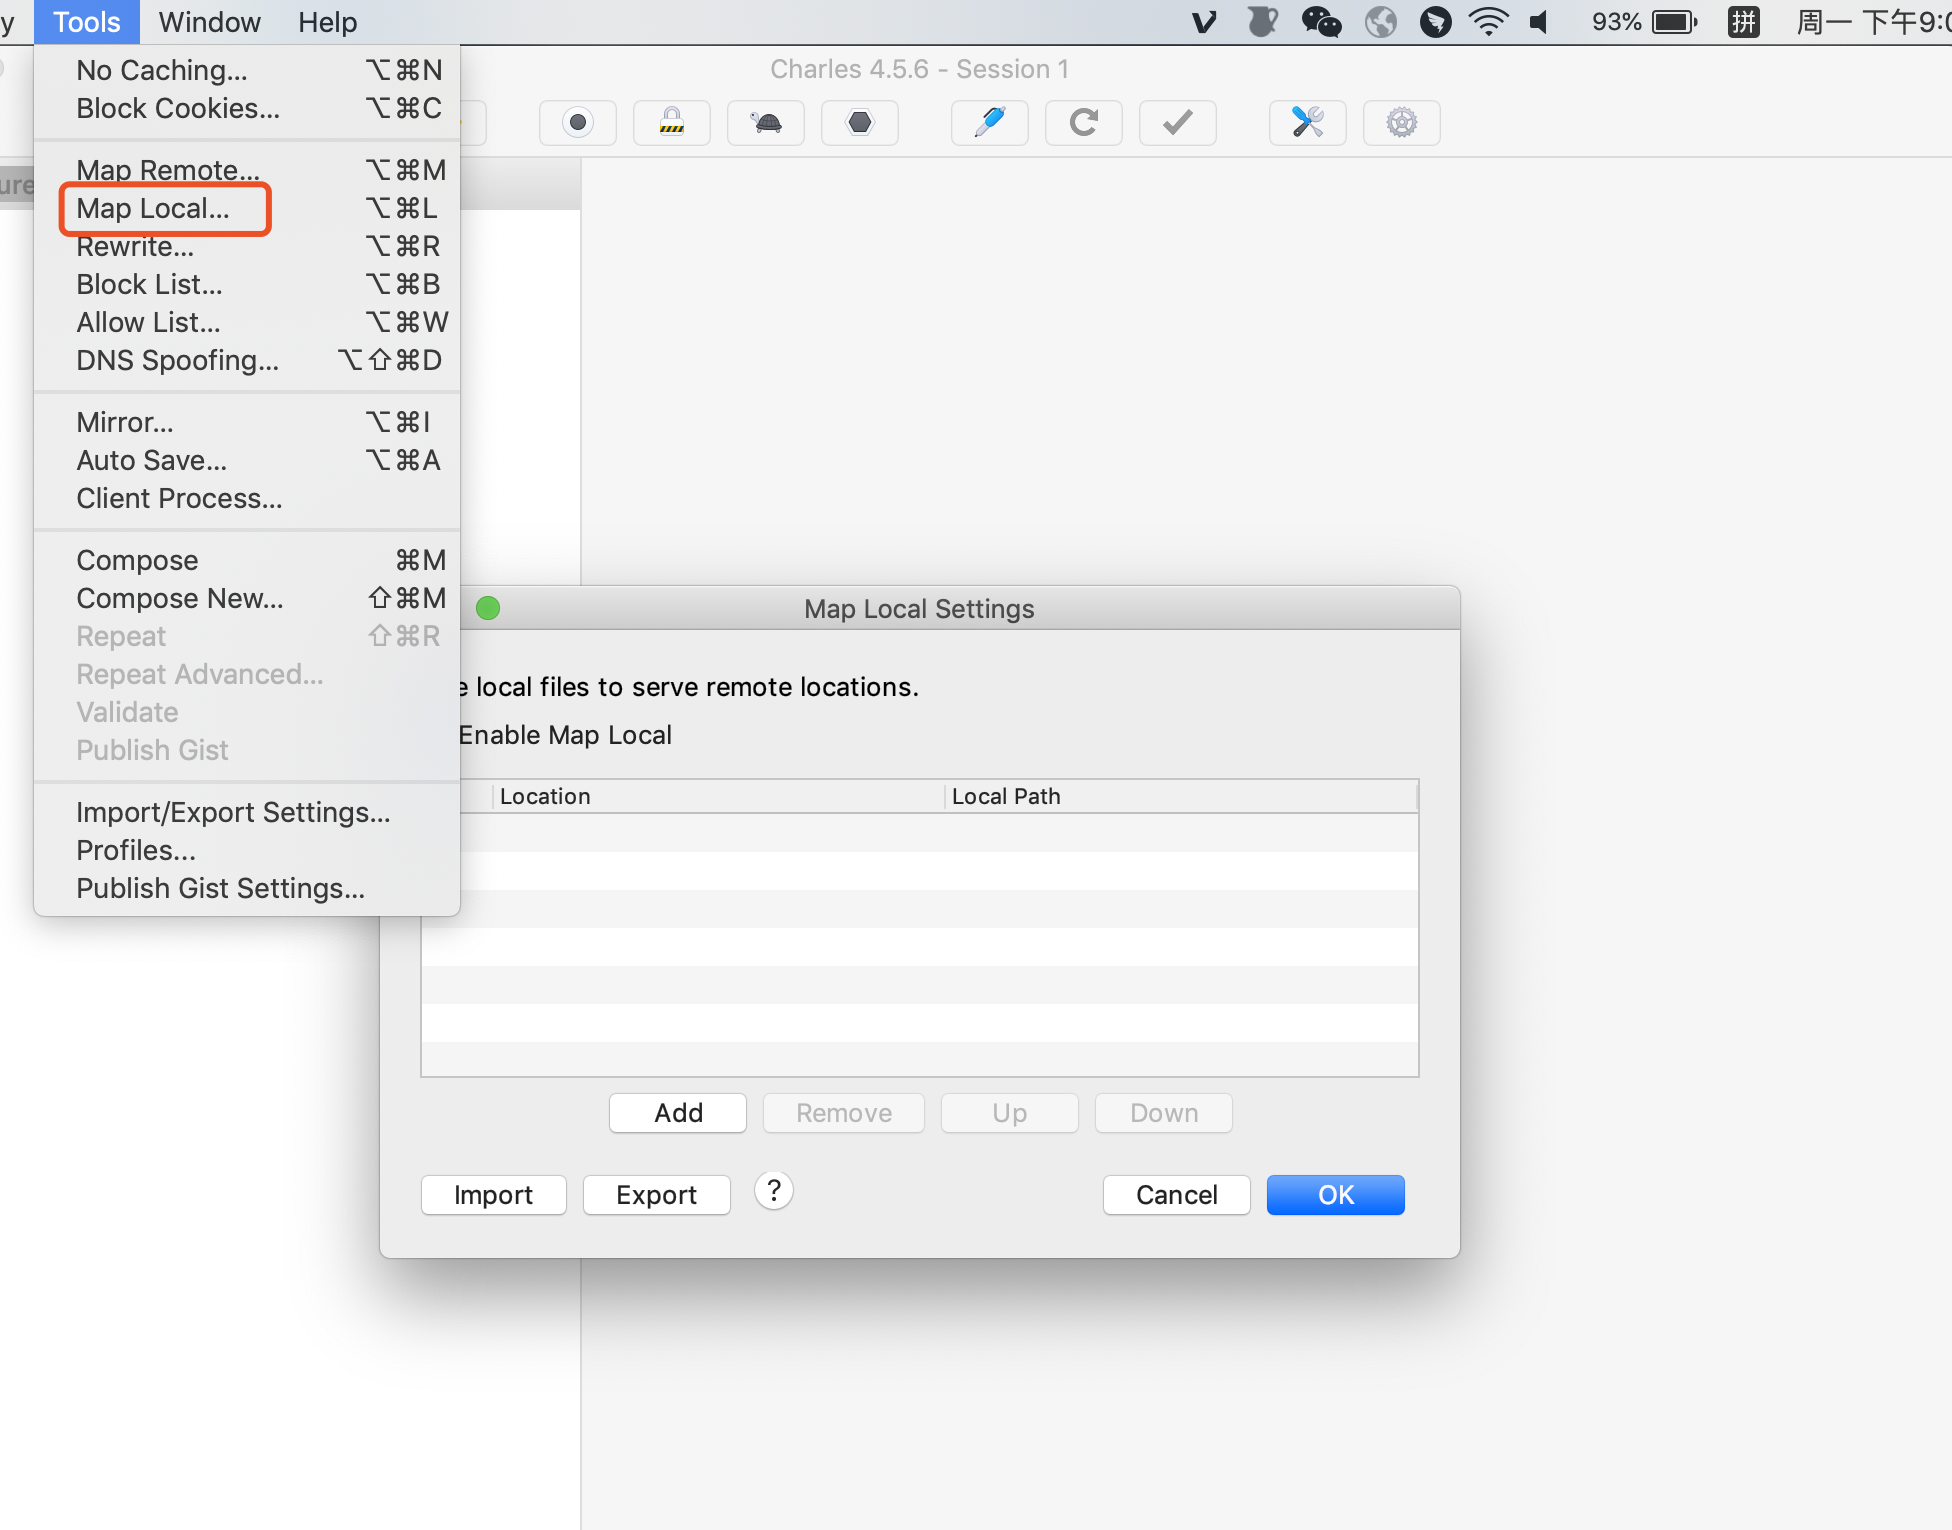 y Tools Window Help 93% 拼 周一 下午9:0
Charles 4.5.6 - Session 1
No Caching... ⌥⌘N
Block Cookies... ⌥⌘C
Map Remote... ⌥⌘M
ure
Map Local... ⌥⌘L
Rewrite... ⌥⌘R
Block List... ⌥⌘B
Allow List... ⌥⌘W
DNS Spoofing... ⌥⇧⌘D
Mirror... ⌥⌘I
Auto Save... ⌥⌘A
Client Process...
Compose ⌘M
Compose New... ⇧⌘M
Repeat ⇧⌘R
Repeat Advanced...
Validate
Publish Gist
Import/Export Settings...
Profiles...
Publish Gist Settings...
Map Local Settings
e local files to serve remote locations.
Enable Map Local
Location Local Path
Add Remove Up Down
Import Export ? Cancel OK